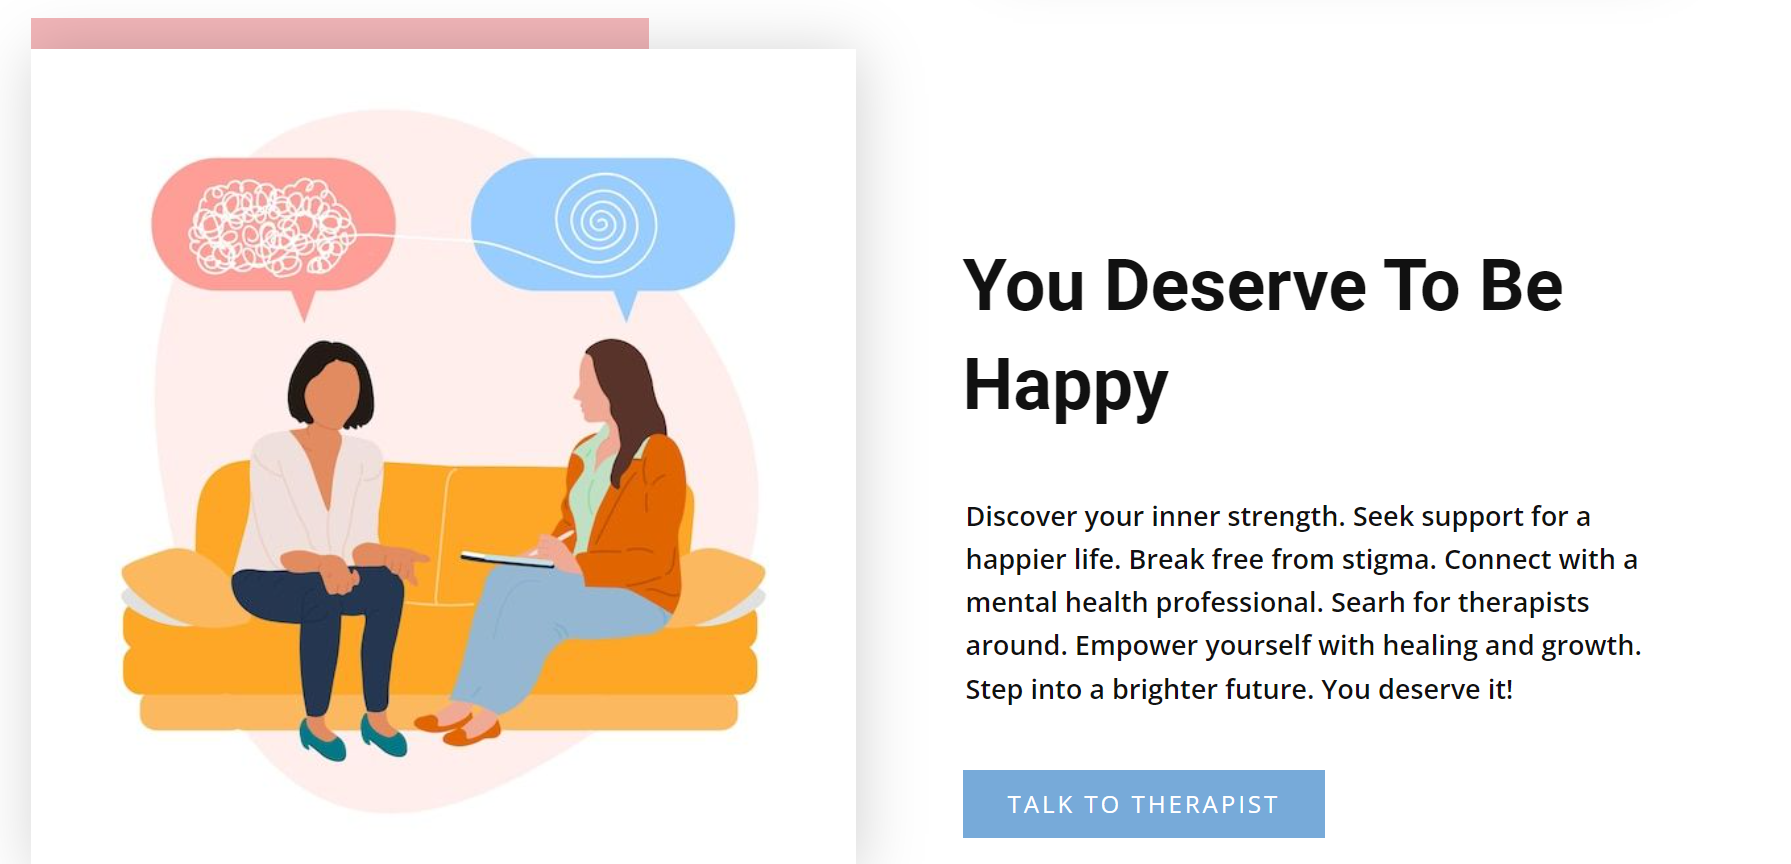 You Deserve To Be
Happy
Discover your inner strength. Seek support for a
happier life. Break free from stigma. Connect with a
mental health professional. Searh for therapists
around. Empower yourself with healing and growth.
Step into a brighter future. You deserve it!
TALK TO THERAPIST